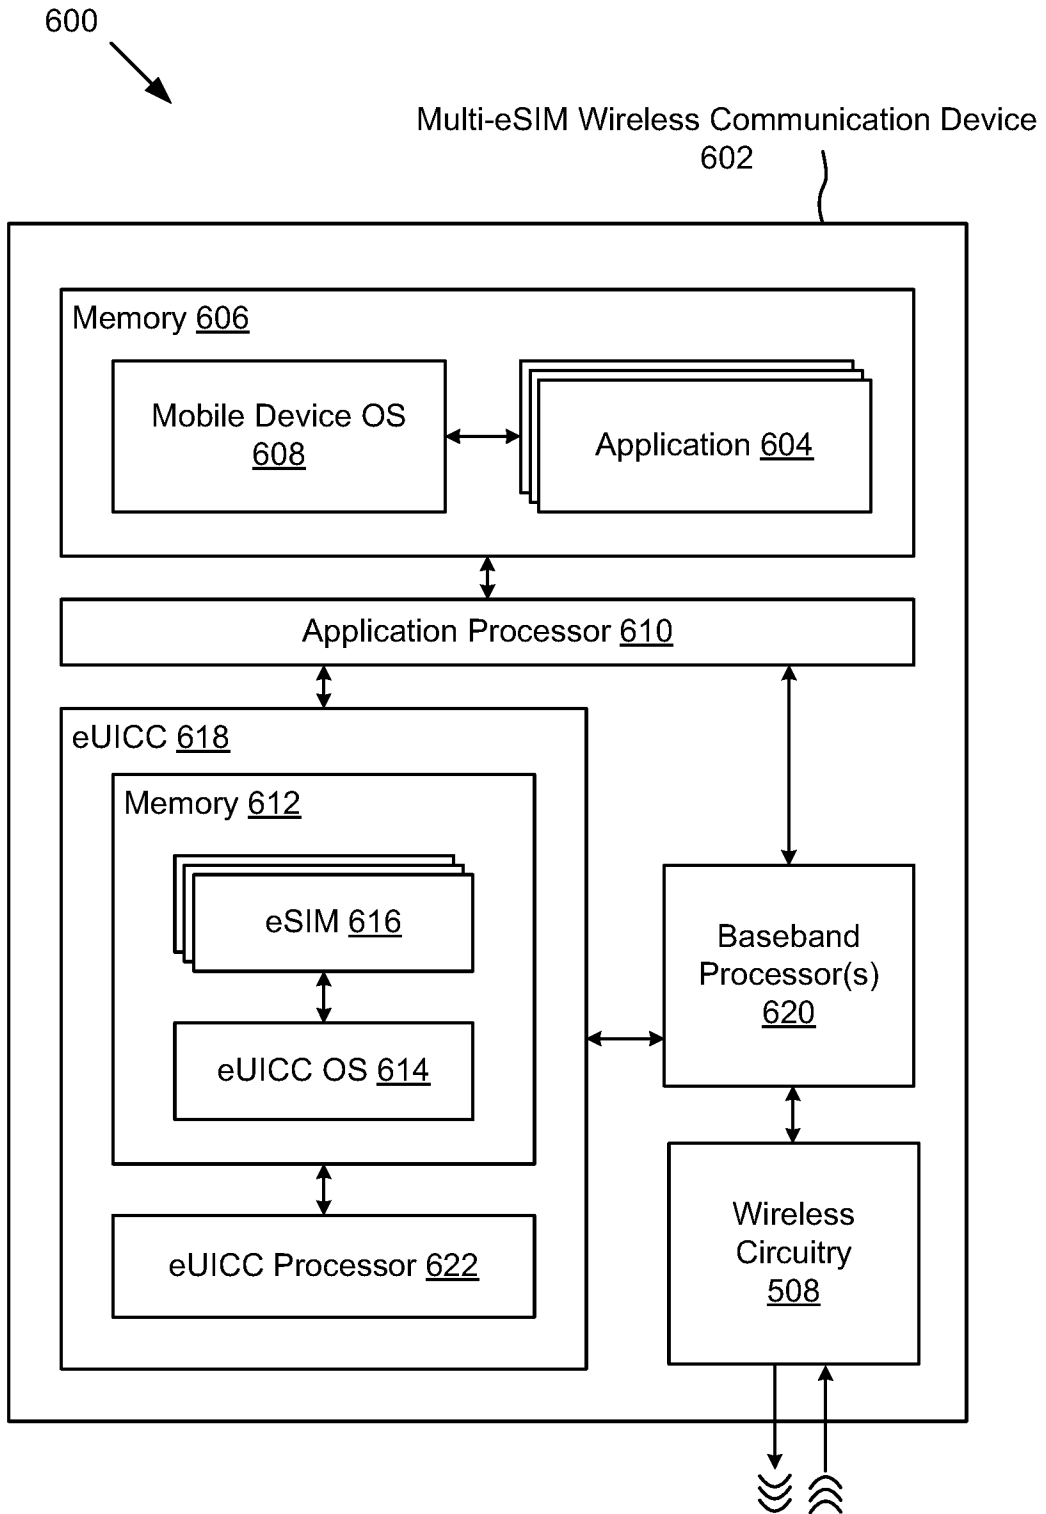 600
Multi-eSIM Wireless Communication Device
602
Memory 606
Mobile Device OS
608
Application 604
Application Processor 610
eUICC 618
Memory 612
eSIM 616
eUICC OS 614
eUICC Processor 622
Baseband
Processor(s)
620
Wireless
Circuitry
508